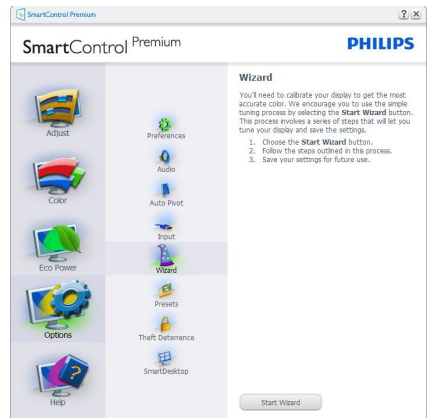 SmartControl Premium
SmartControl Premium
PHILIPS
Adjust
Color
Eco Power
Options
Help
Preferences
Audio
Auto Pivot
Input
Wizard
Presets
Theft Deterrence
SmartDesktop
Wizard
You'll need to calibrate your display to get the most
accurate color. We encourage you to use the simple
tuning process by selecting the Start Wizard button.
This process involves a series of steps that will let you
tune your display and save the settings.
1. Choose the Start Wizard button.
2. Follow the steps outlined in this process.
3. Save your settings for future use.
Start Wizard